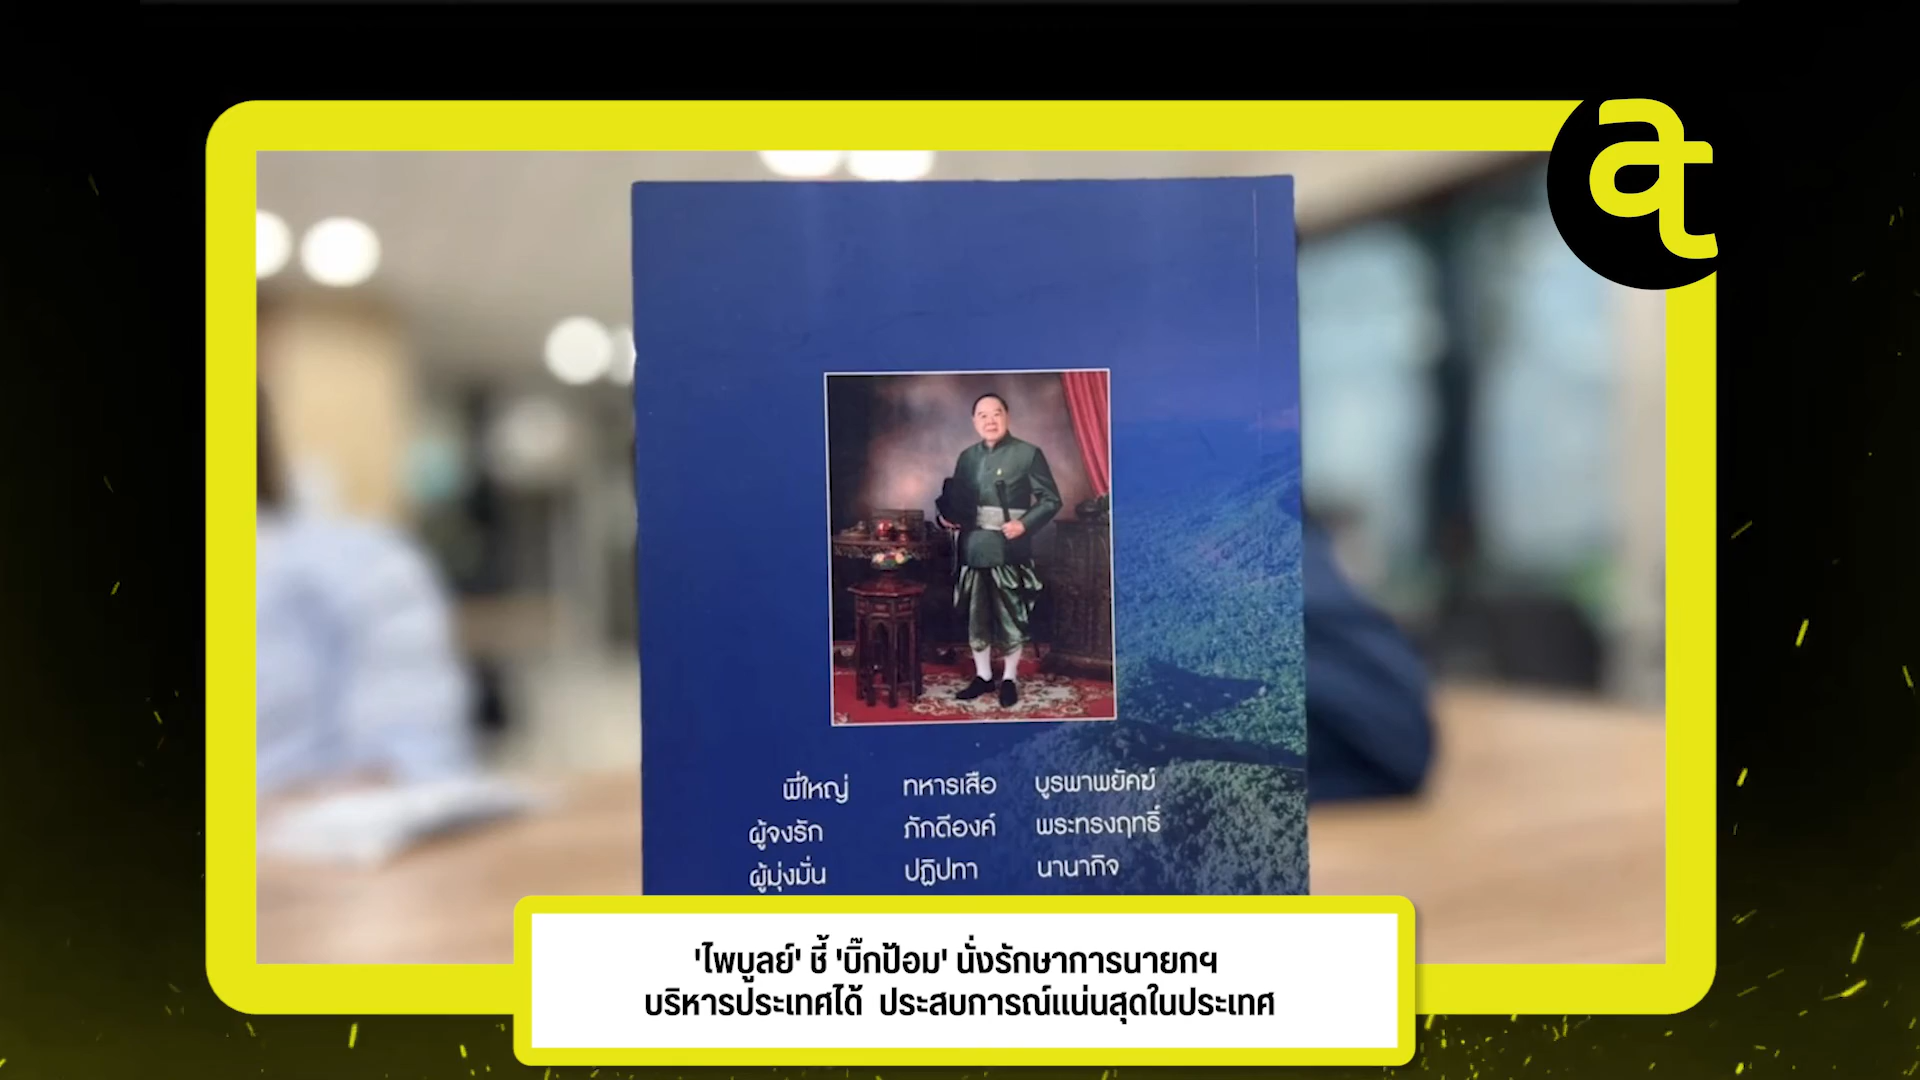 at
พี่ใหญ่ ทหารเสือ บูรพาพยัคฆ์
ผู้จงรัก ภักดีองค์ พระทรงฤทธิ์
ผู้มุ่งมั่น ปฏิปทา นานากิจ
'ไพบูลย์' ชี้ 'บิ๊กป้อม' นั่งรักษาการนายกฯ
บริหารประเทศได้ ประสบการณ์แน่นสุดในประเทศ